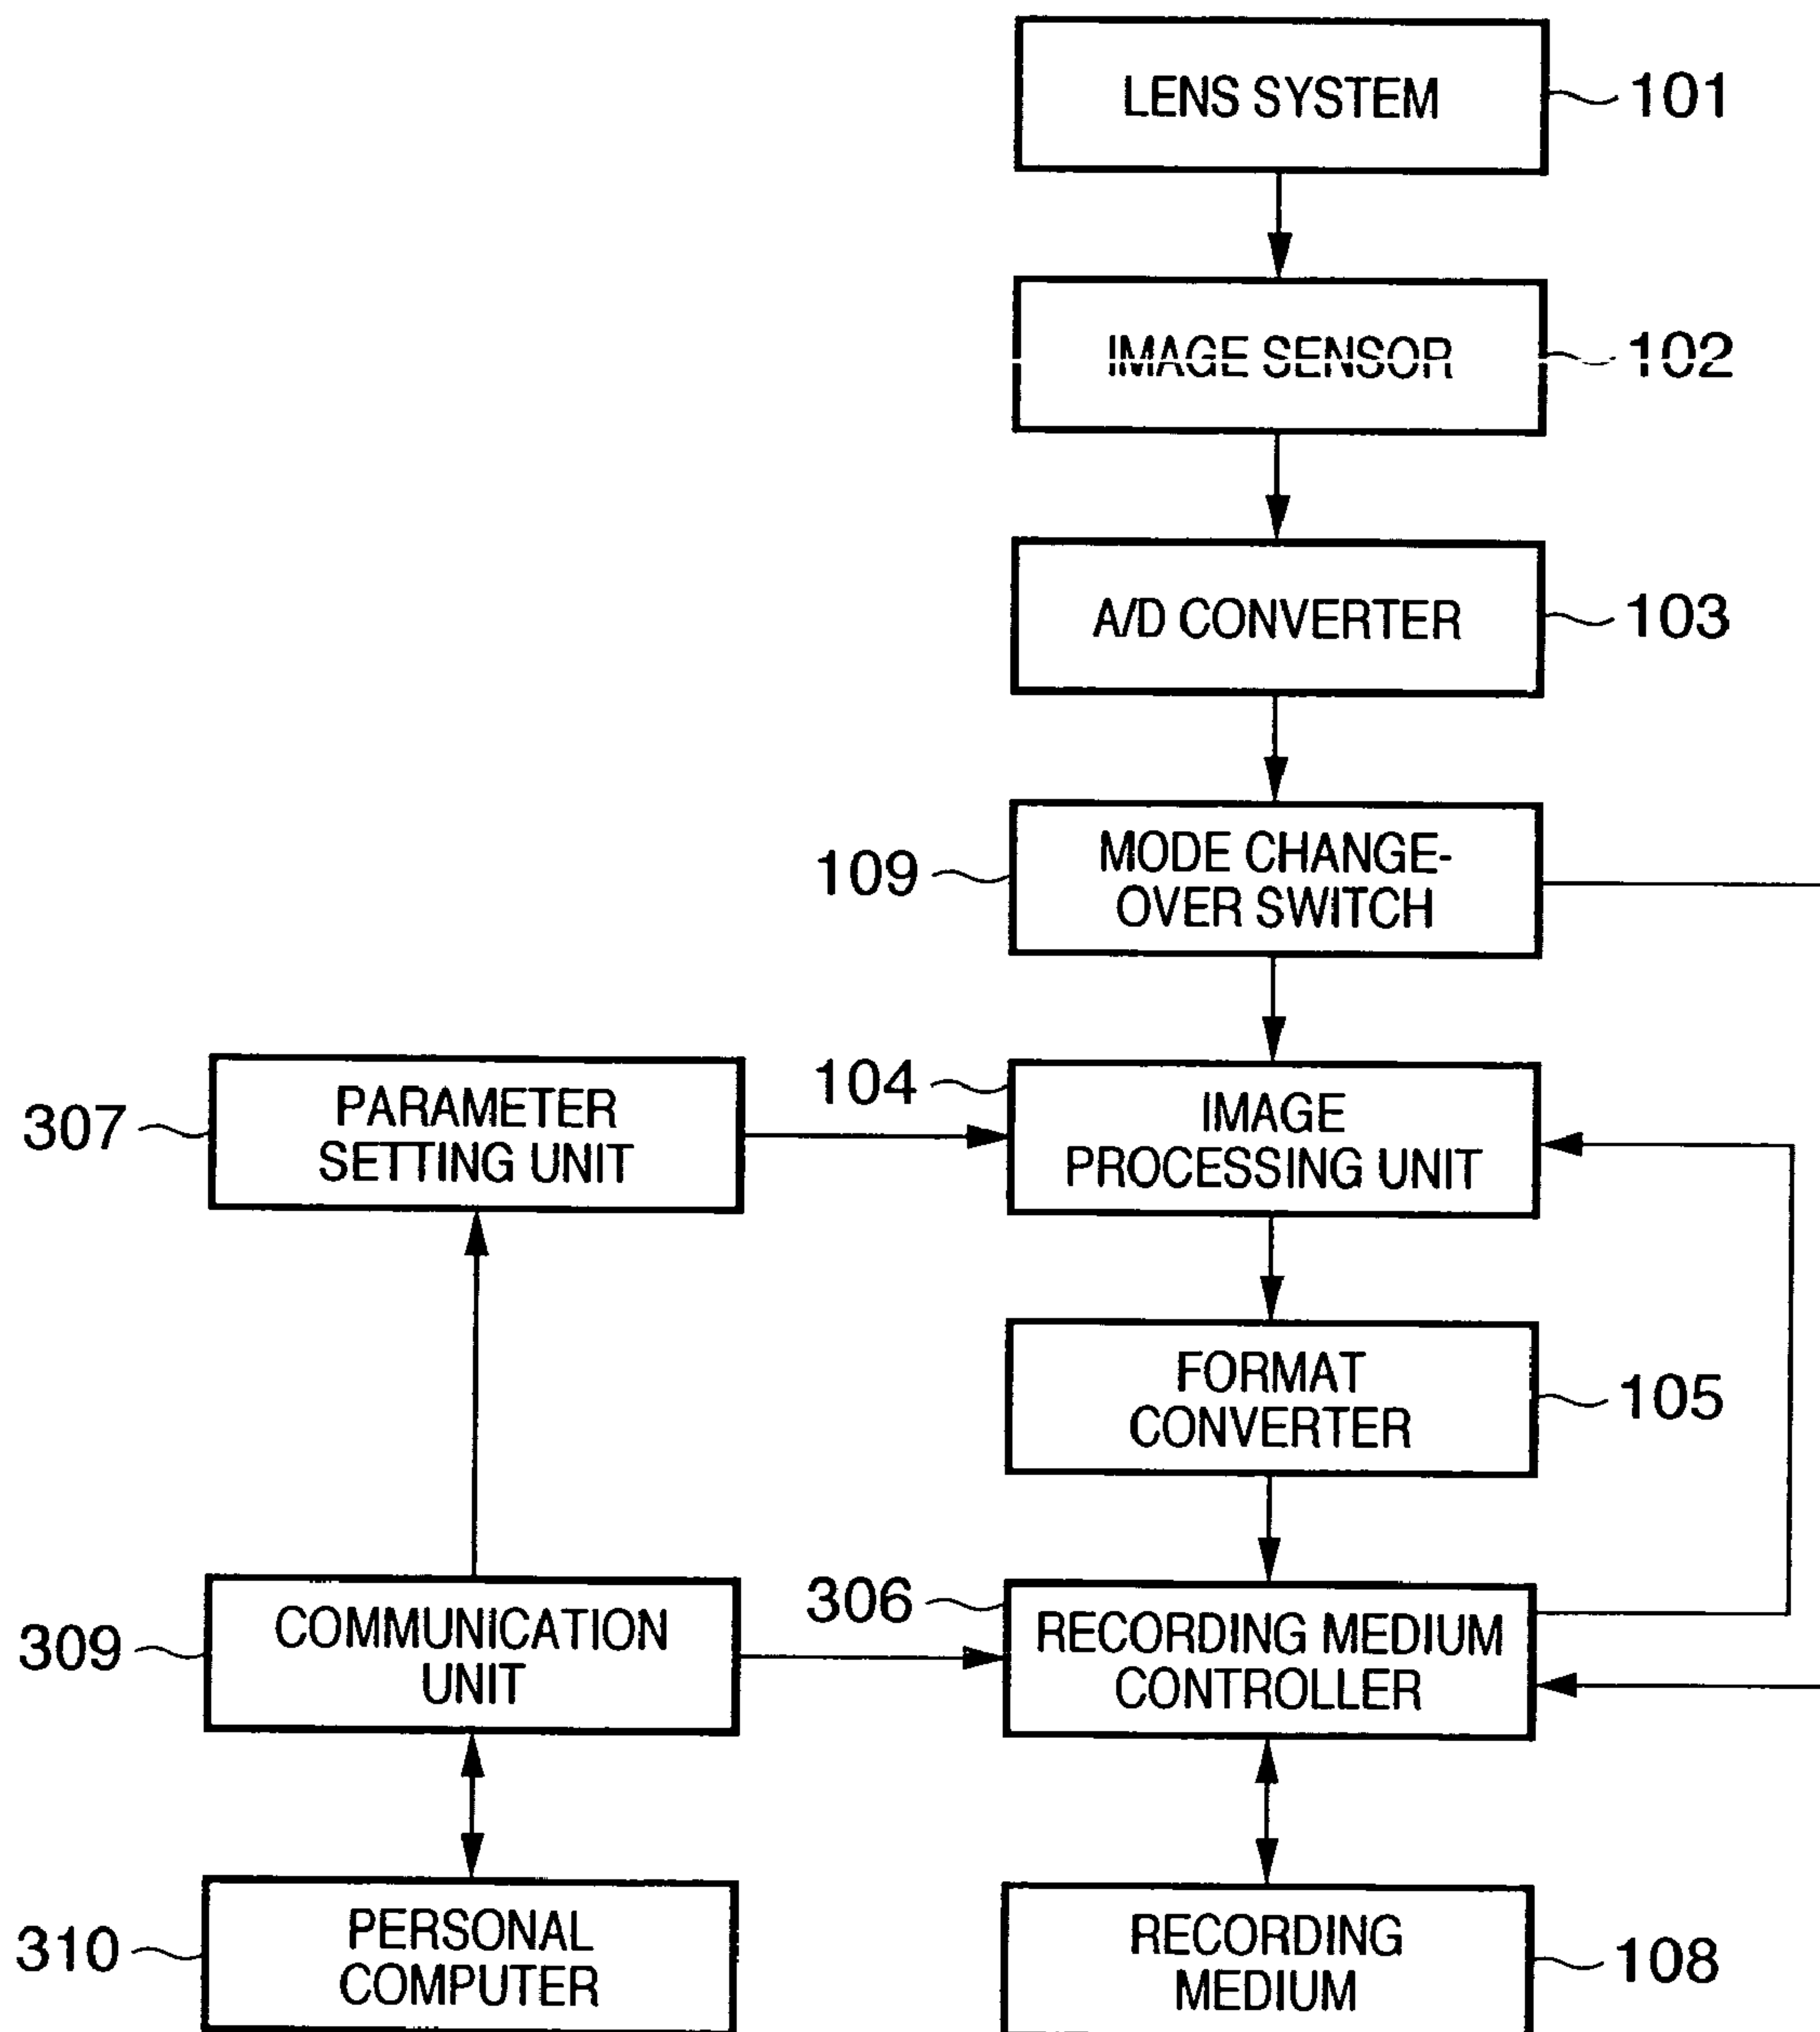 LENS SYSTEM
101
IMAGE SENSOR
102
A/D CONVERTER
103
109
MODE CHANGE-
OVER SWITCH
307
PARAMETER
SETTING UNIT
104
IMAGE
PROCESSING UNIT
FORMAT
CONVERTER
105
309
COMMUNICATION
UNIT
306
RECORDING MEDIUM
CONTROLLER
310
PERSONAL
COMPUTER
RECORDING
MEDIUM
108